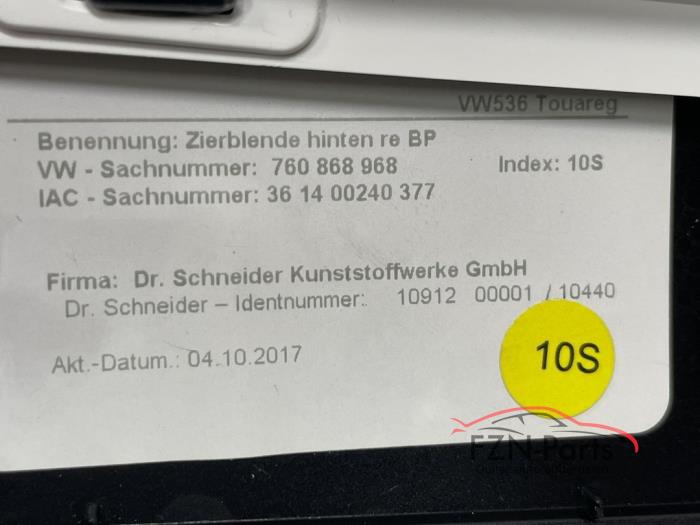 VW536 Touareg
Benennung: Zierblende hinten re BP
VW - Sachnummer: 760 868 968 Index: 10S
IAC - Sachnummer: 36 14 00240 377
Firma: Dr. Schneider Kunststoffwerke GmbH
Dr. Schneider – Identnummer: 10912 00001 / 10440
Akt.-Datum.: 04.10.2017
10S
FZN-Parts